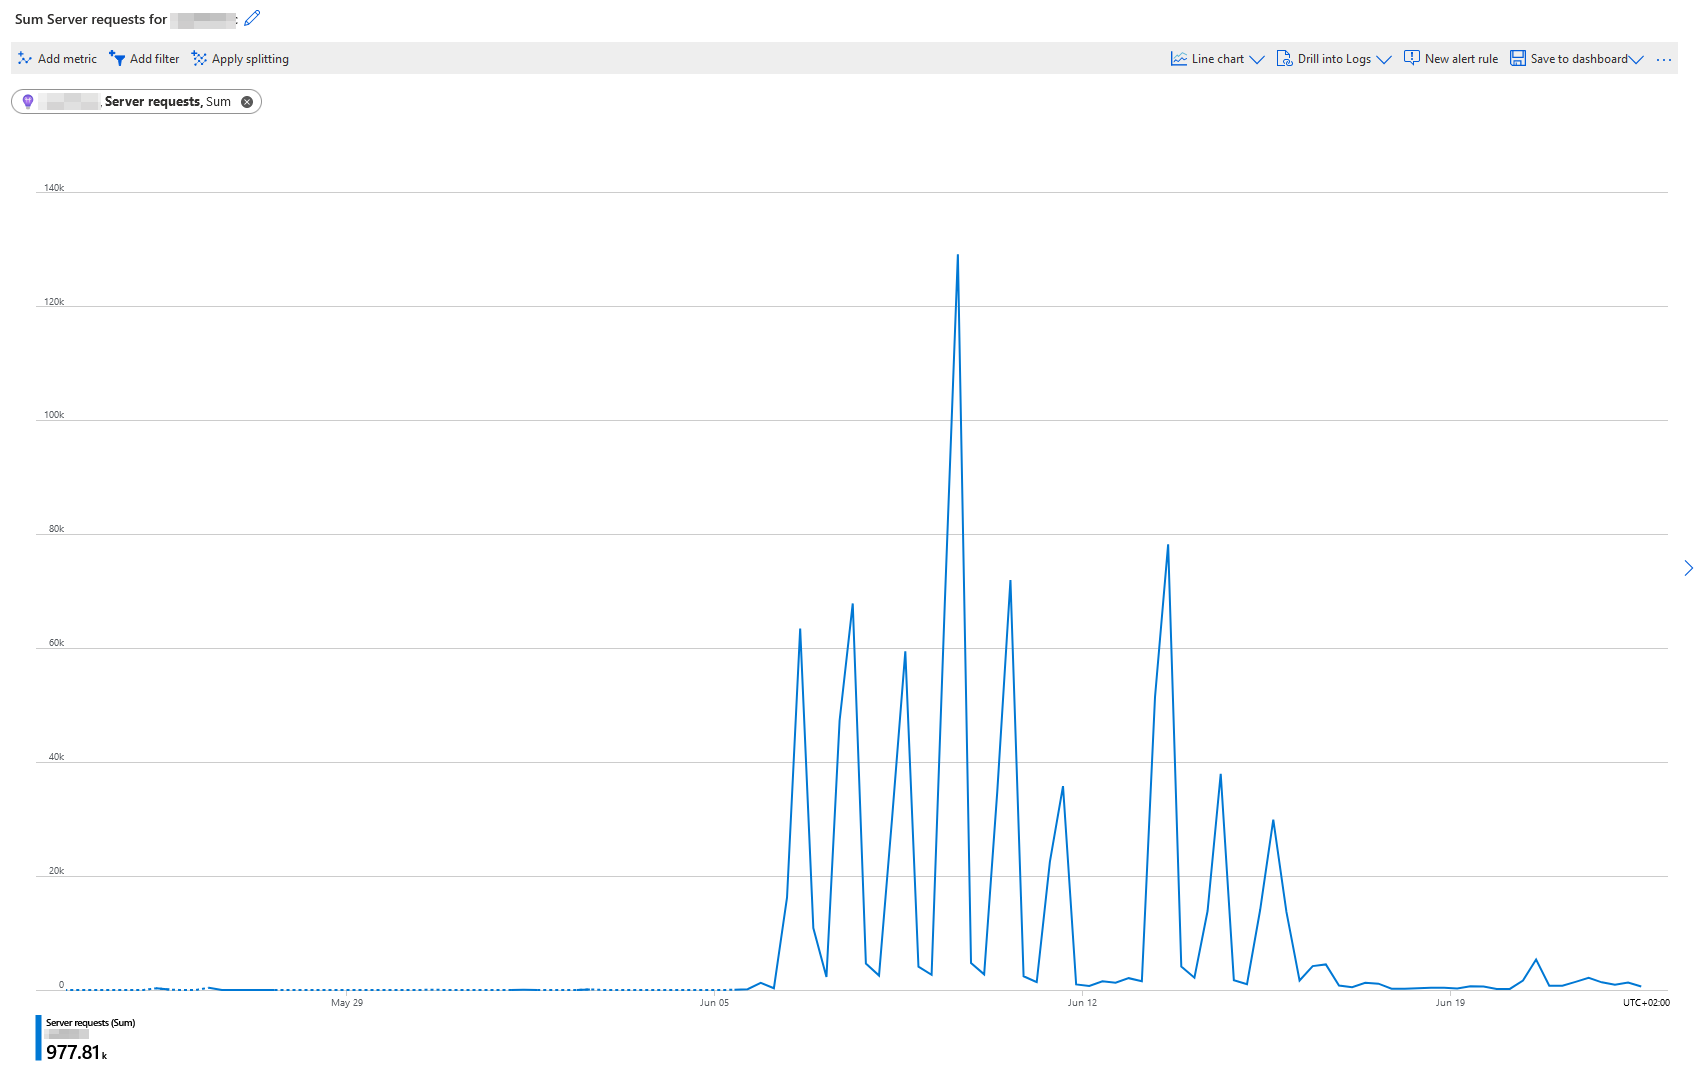 Sum Server requests for
Add metric Add filter Apply splitting Line chart Drill into Logs New alert rule Save to dashboard
Server requests, Sum
140k
120k
100k
80k
60k
40k
20k
0
May 29 Jun 05 Jun 12 Jun 19 UTC+02:00
Server requests (Sum)
977.81k